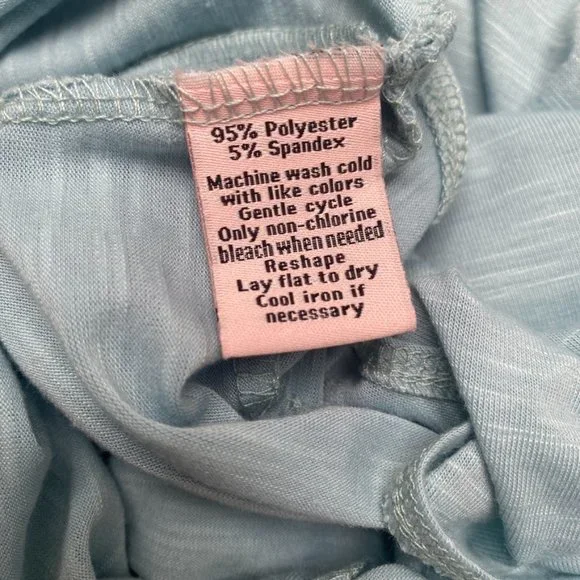 95% Polyester
5% Spandex
Machine wash cold
with like colors
Gentle cycle
Only non-chlorine
bleach when needed
Reshape
Lay flat to dry
Cool iron if
necessary